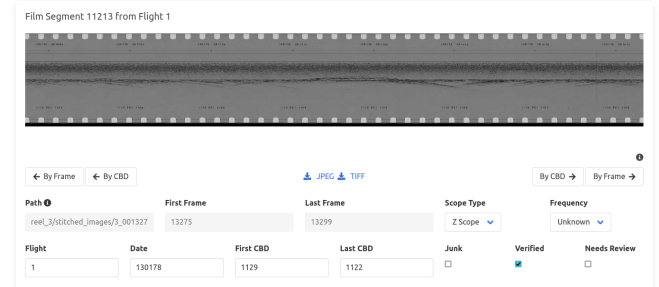 Film Segment 11213 from Flight 1
← By Frame
← By CBD
JPEG
TIFF
By CBD →
By Frame →
Path
First Frame
Last Frame
Scope Type
Frequency
reel_3/stitched_images/3_001327
13275
13299
Z Scope
Unknown
Flight
Date
First CBD
Last CBD
Junk
Verified
Needs Review
1
130178
1129
1122